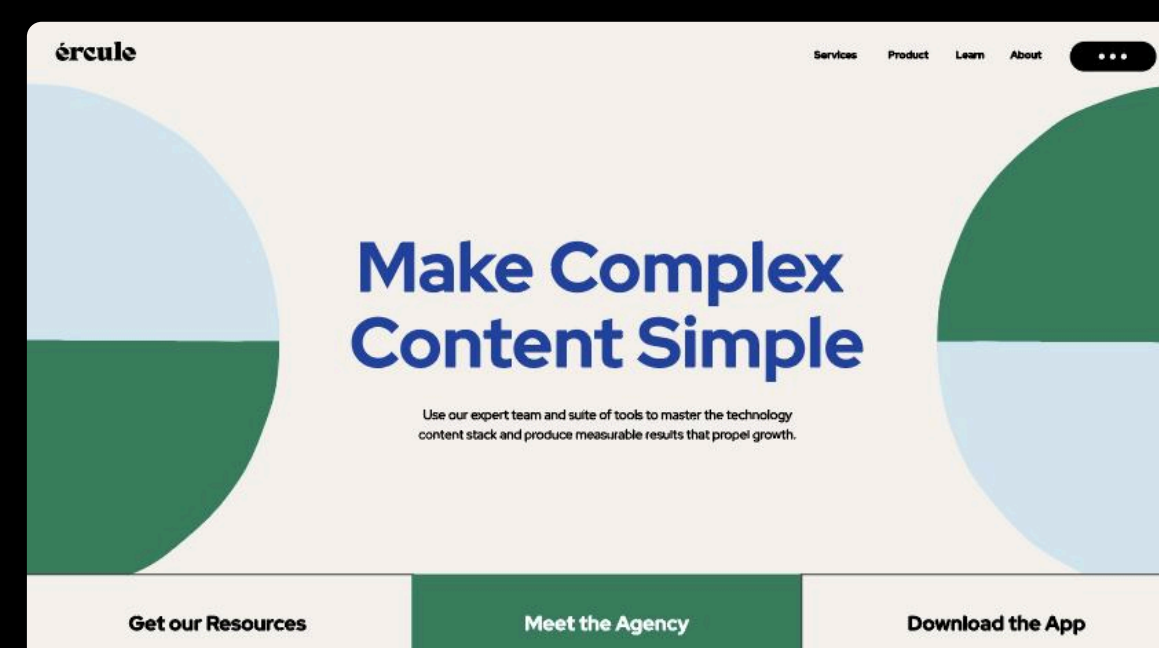 ércule
Services Product Learn About
Make Complex
Content Simple
Use our expert team and suite of tools to master the technology
content stack and produce measurable results that propel growth.
Get our Resources
Meet the Agency
Download the App